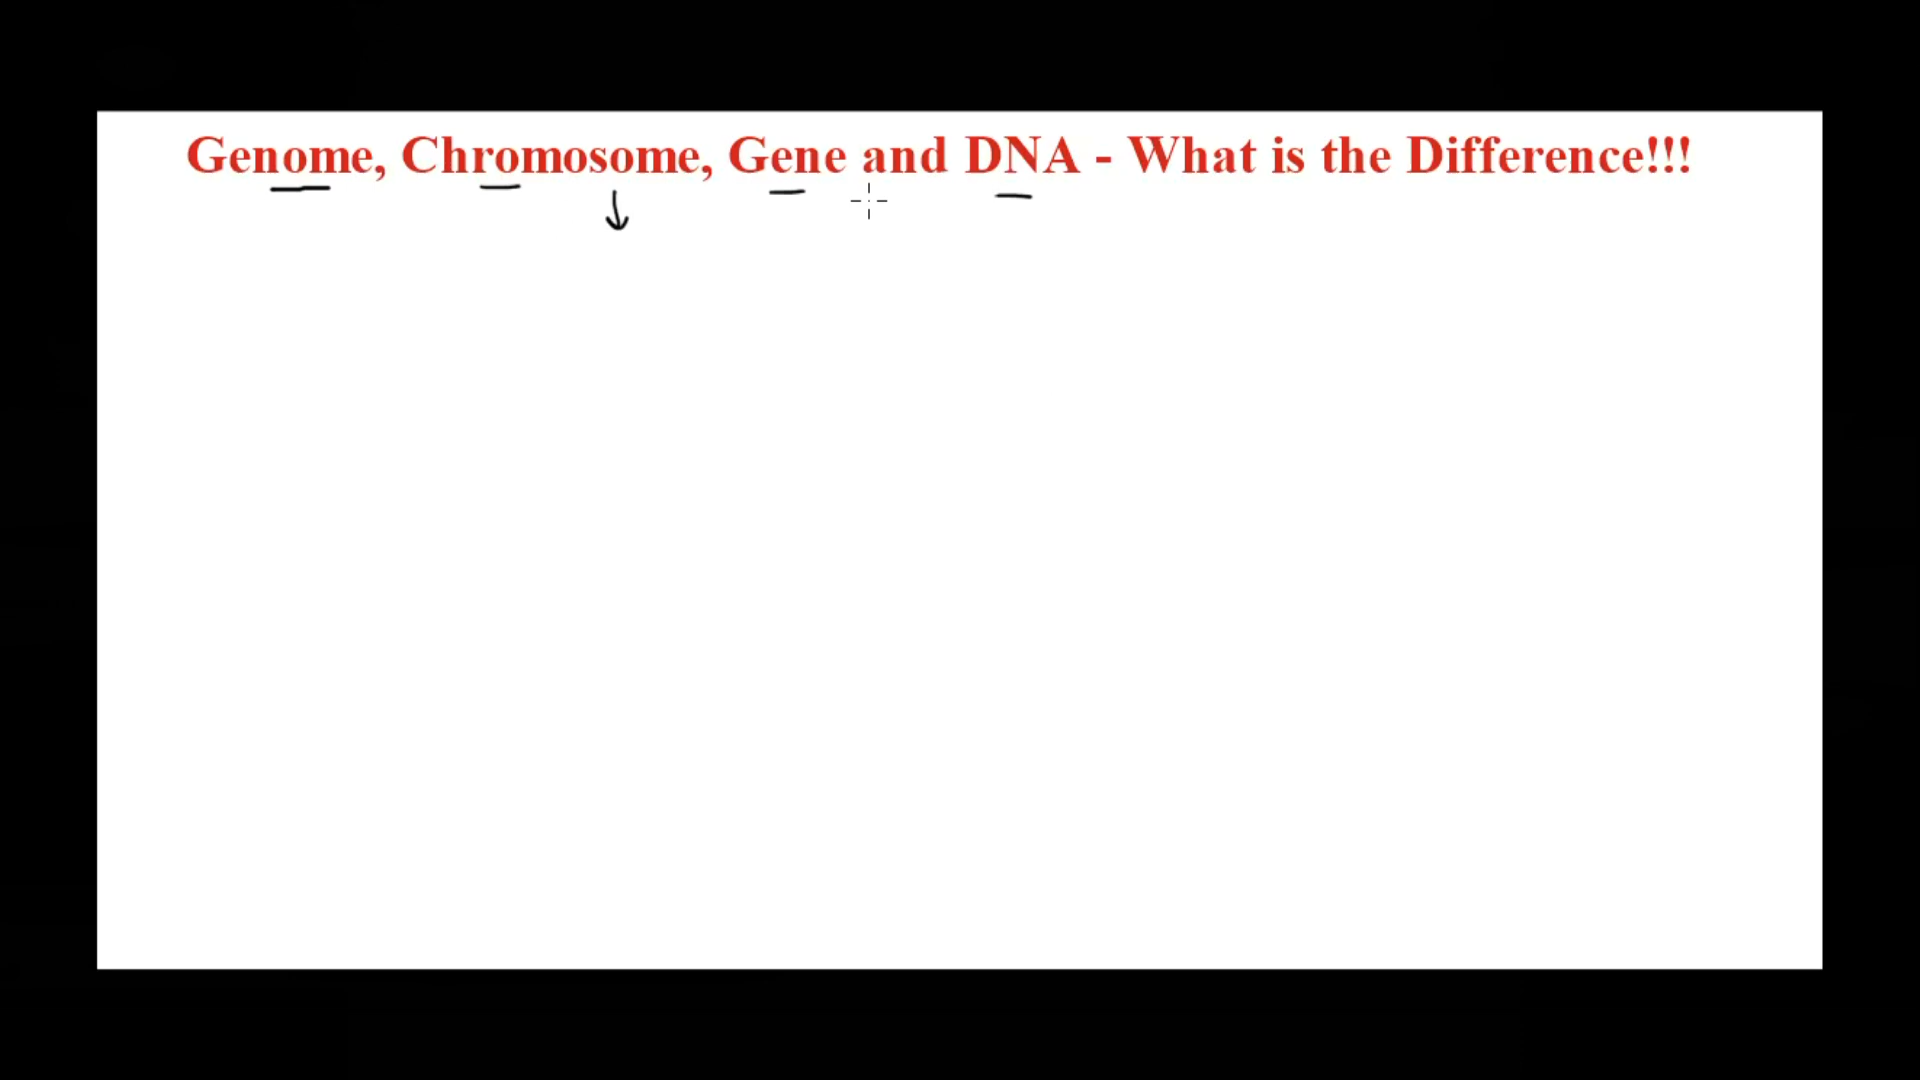 Genome, Chromosome, Gene and DNA - What is the Difference!!!